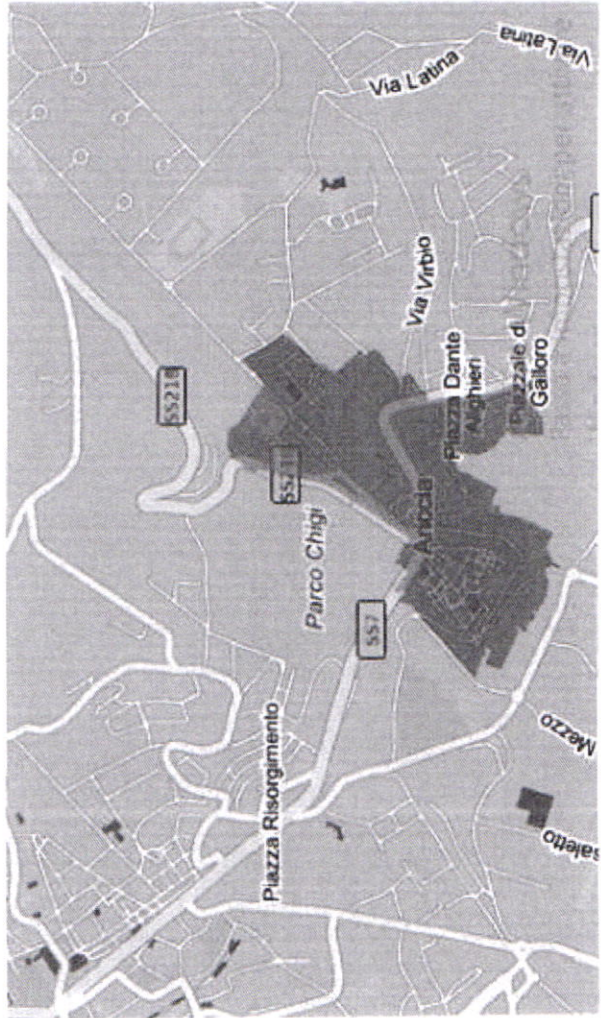 Via Latina
Via Latina
SS218
Via Virbio
Piazza Dante
Alighieri
Piazzale di
Galloro
Parco Chigi
Ariccia
SS7
Piazza Risorgimento
Mezzo
saletto